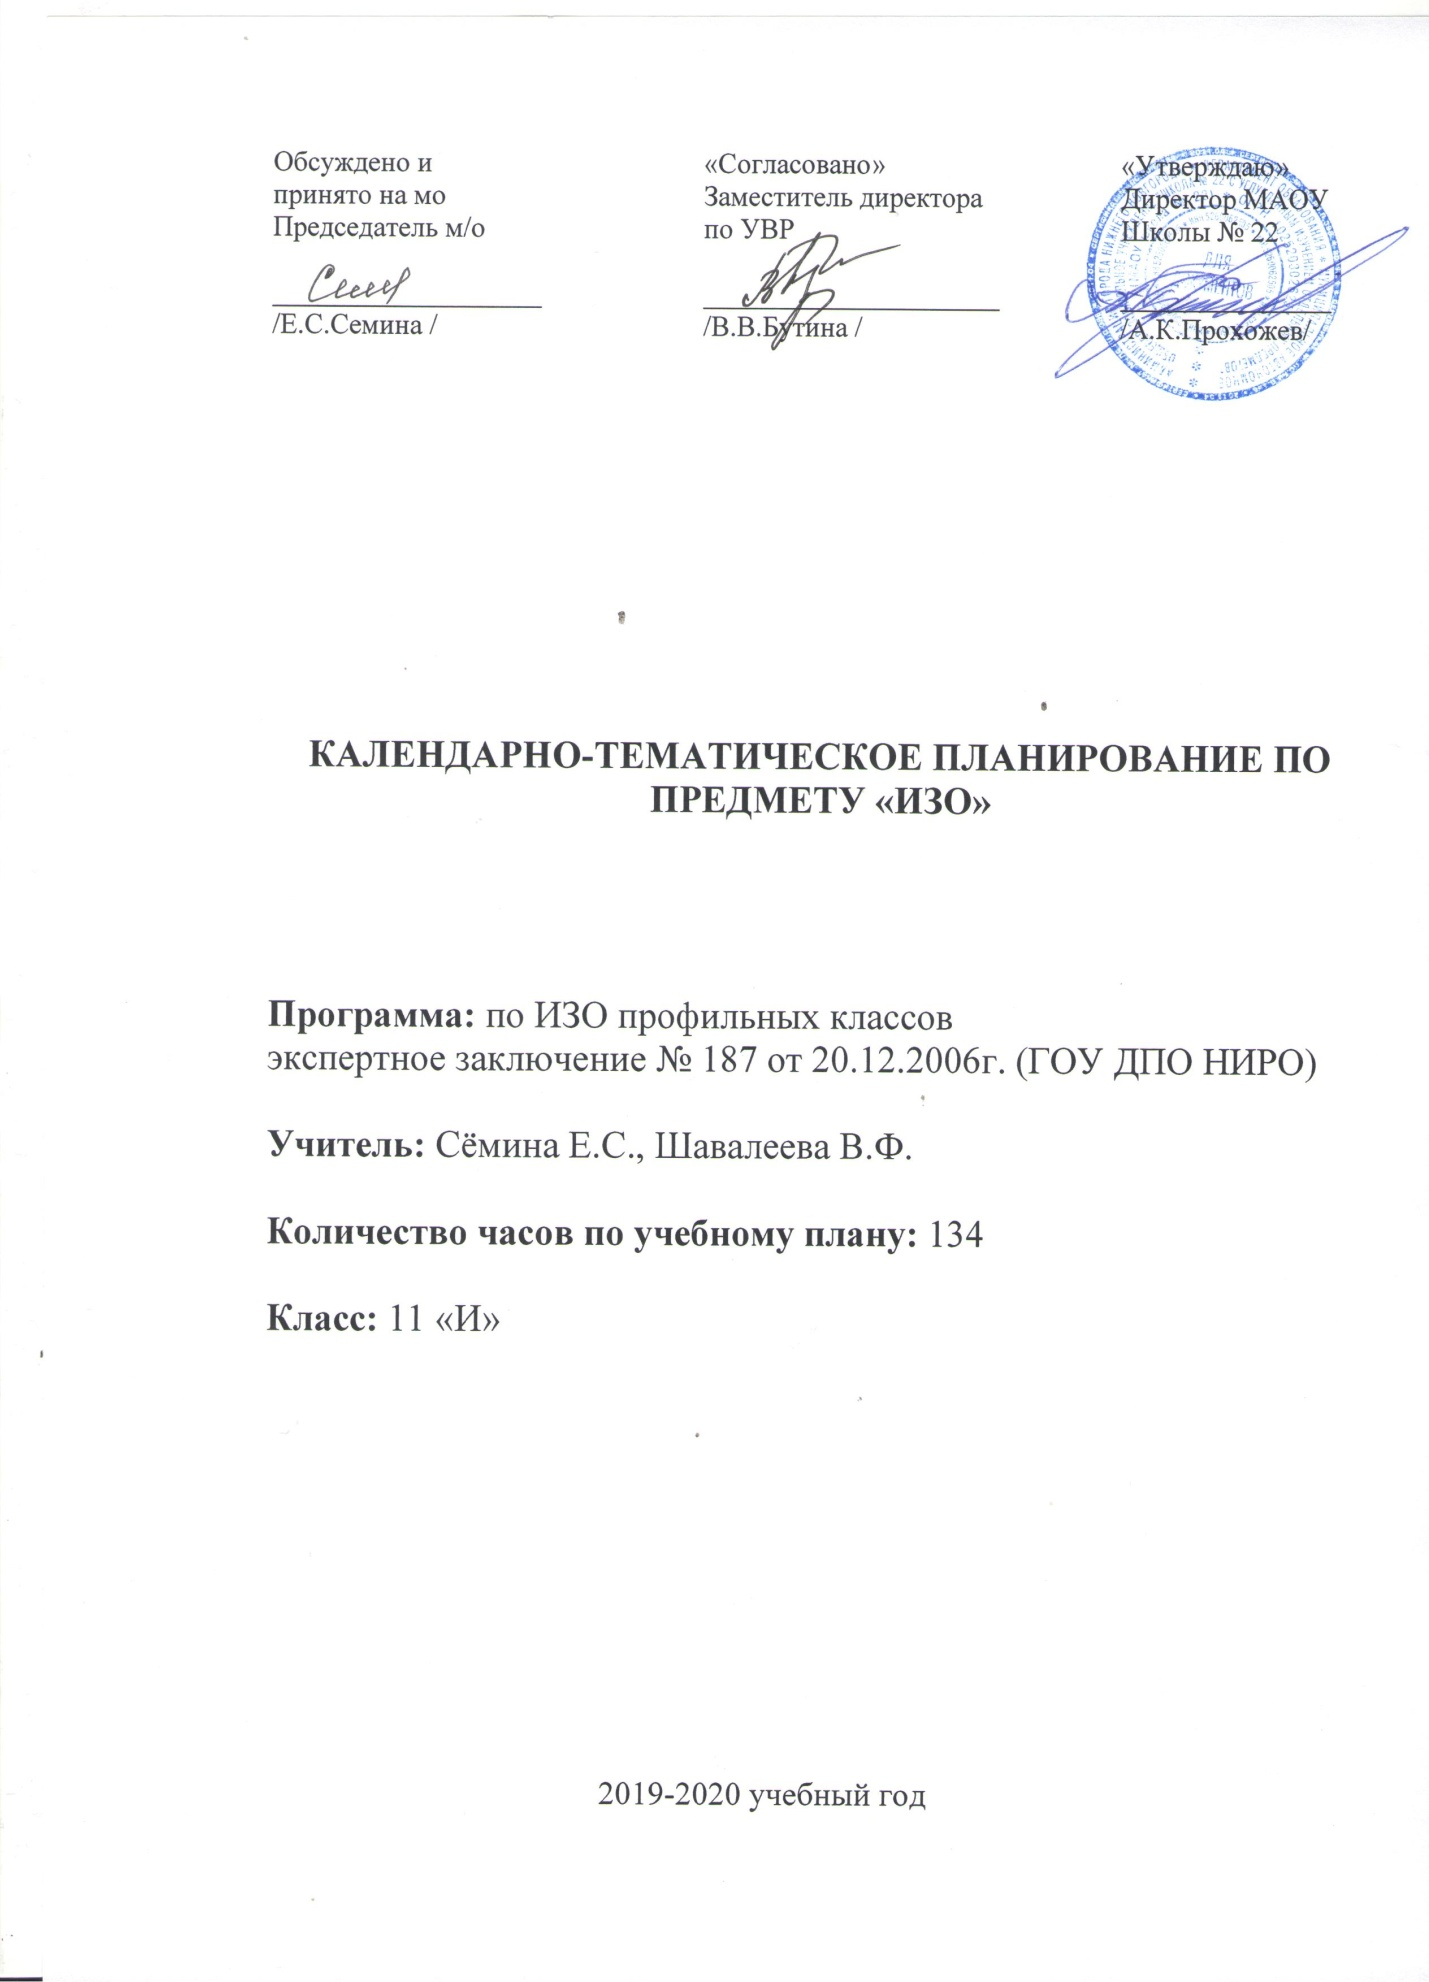 Обсуждено и
принято на мо
Председатель м/о
/Е.С.Семина /
«Согласовано»
Заместитель директора
по УВР
/В.В.Бутина /
«Утверждаю»
Директор МАОУ
Школы № 22
/А.К.Прохожев/
ДЛЯ
КАЛЕНДАРНО-ТЕМАТИЧЕСКОЕ ПЛАНИРОВАНИЕ ПО
ПРЕДМЕТУ «ИЗО»
Программа: по ИЗО профильных классов
экспертное заключение № 187 от 20.12.2006г. (ГОУ ДПО НИРО)
Учитель: Сёмина Е.С., Шавалеева В.Ф.
Количество часов по учебному плану: 134
Класс: 11 «И»
2019-2020 учебный год